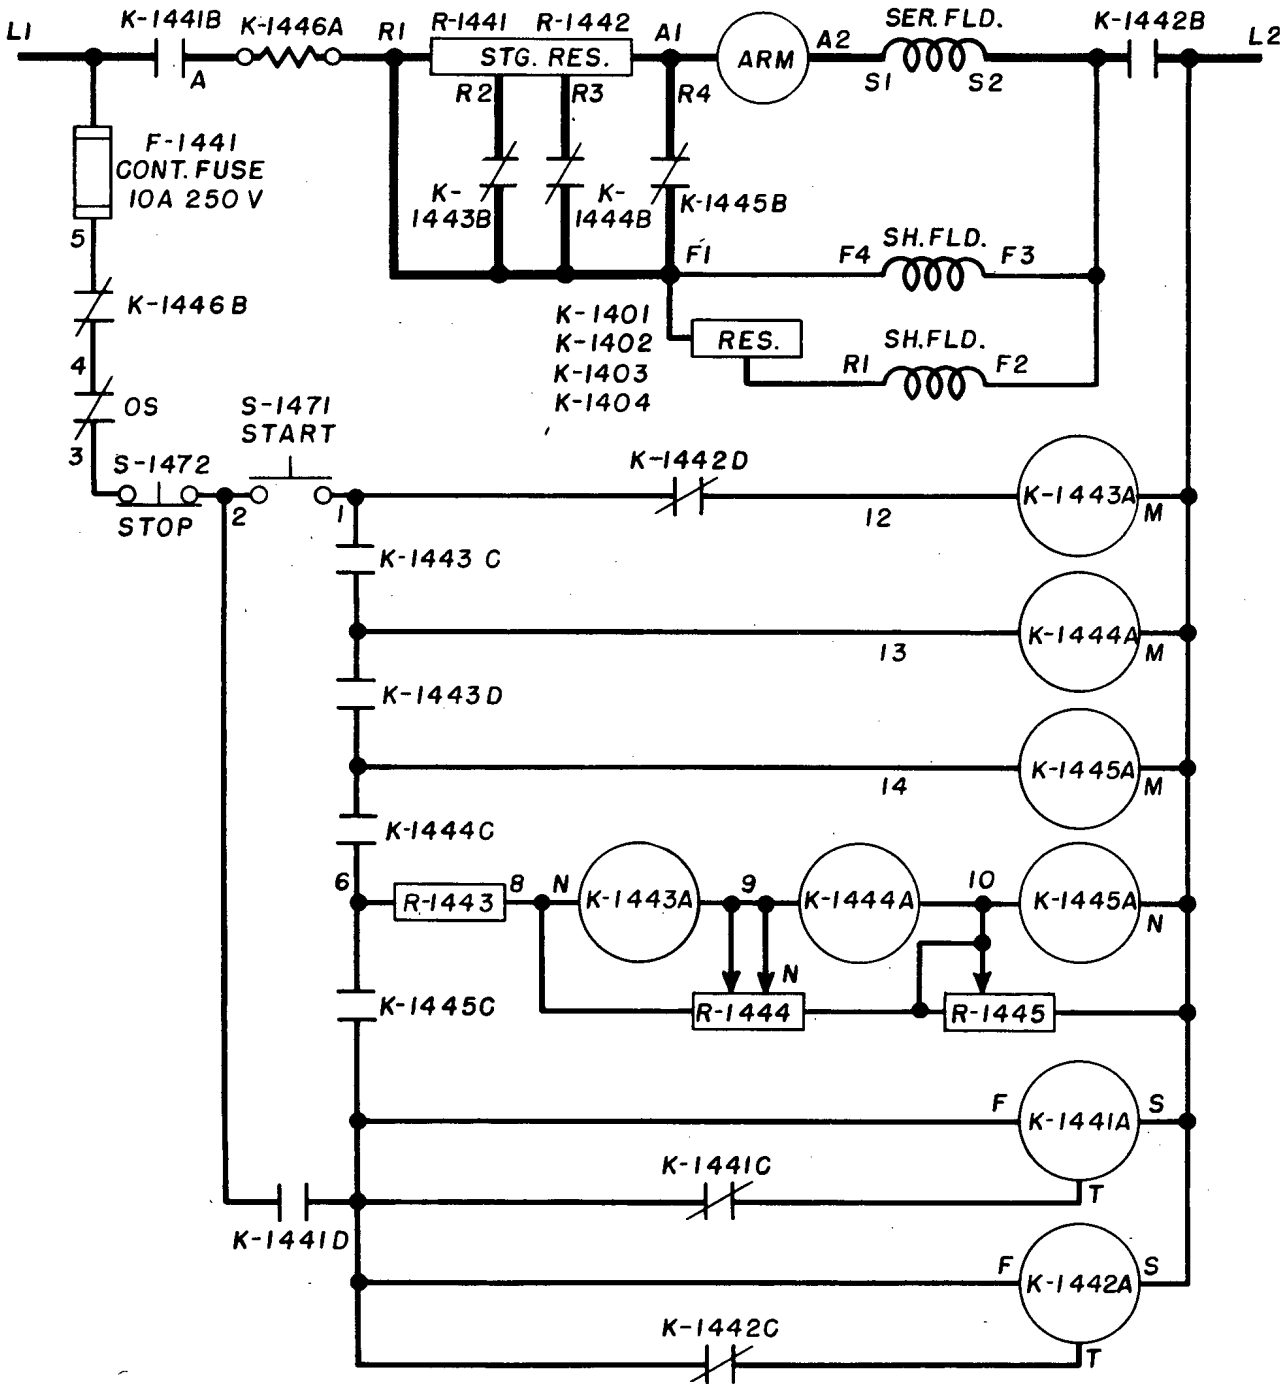 L1
K-1441B
K-1446A
R1
R-1441
R-1442
A1
A2
SER. FLD.
K-1442B
L2
A
STG. RES.
ARM
S1
S2
R2
R3
R4
F-1441
CONT. FUSE
10A 250 V
K-
1443B
K-
1444B
K-1445B
5
F1
F4
SH. FLD.
F3
K-1446B
K-1401
K-1402
K-1403
K-1404
RES.
SH. FLD.
R1
F2
4
OS
S-1471
START
3
S-1472
STOP
2
1
K-1442D
12
K-1443A
M
K-1443 C
13
K-1444A
M
K-1443D
14
K-1445A
M
K-1444C
6
R-1443
8
N
K-1443A
9
K-1444A
10
K-1445A
N
N
K-1445C
R-1444
R-1445
F
K-1441A
S
K-1441C
T
K-1441D
F
K-1442A
S
K-1442C
T